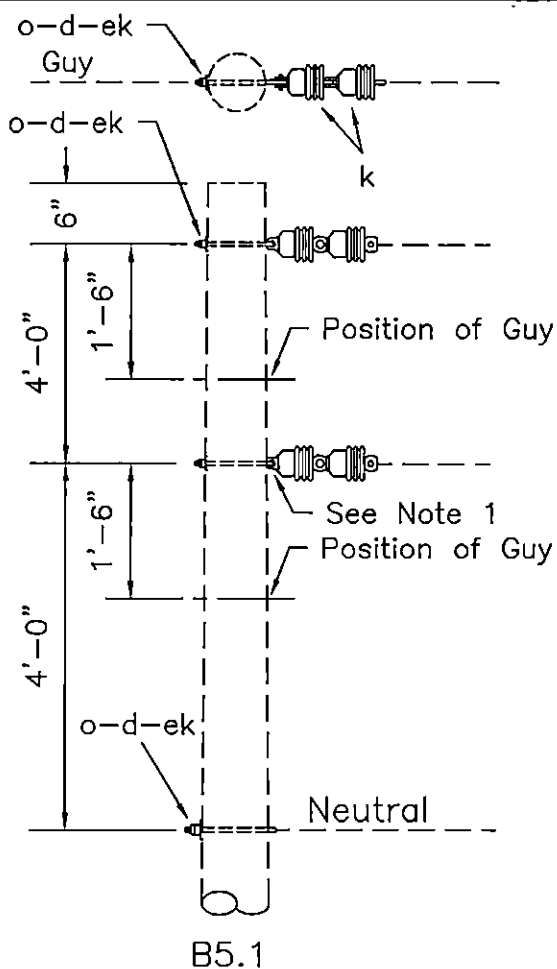 o-d-ek
Guy
o-d-ek
k
6"
4'-0"
1'-6"
Position of Guy
See Note 1
1'-6"
Position of Guy
4'-0"
o-d-ek
Neutral
B5.1